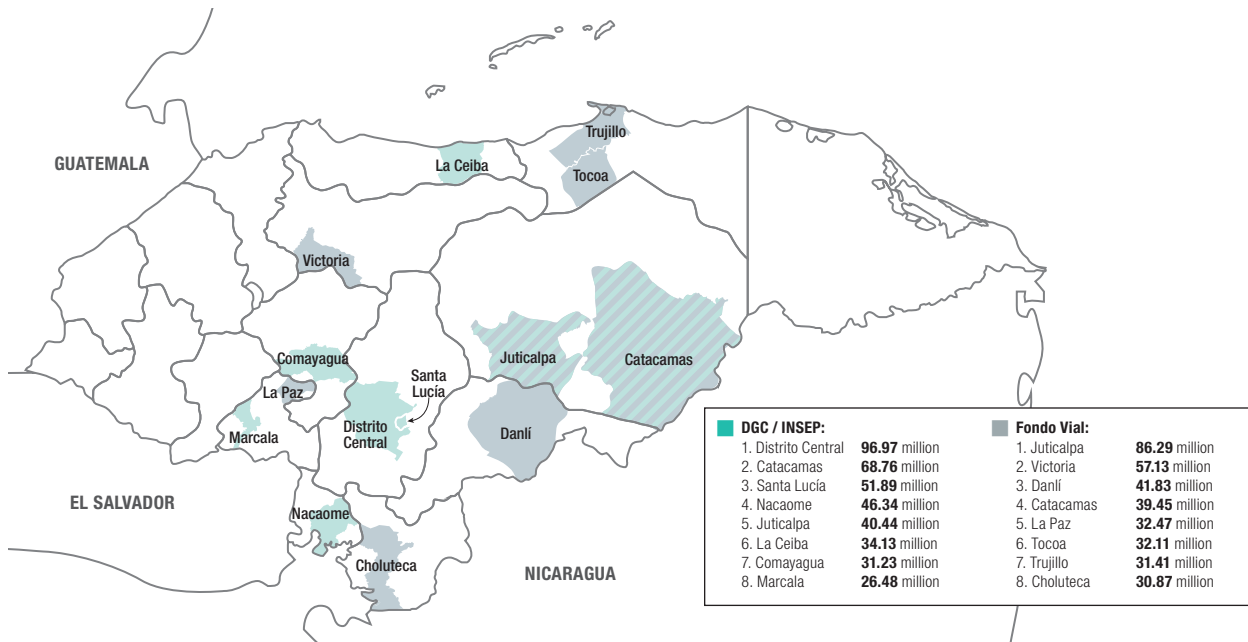 GUATEMALA
La Ceiba
Trujillo
Tocoa
Victoria
Comayagua
La Paz
Marcala
Santa
Lucía
Distrito
Central
Juticalpa
Catacamas
Danlí
EL SALVADOR
Nacaome
Choluteca
NICARAGUA
DGC / INSEP:
1. Distrito Central 96.97 million
2. Catacamas 68.76 million
3. Santa Lucía 51.89 million
4. Nacaome 46.34 million
5. Juticalpa 40.44 million
6. La Ceiba 34.13 million
7. Comayagua 31.23 million
8. Marcala 26.48 million
Fondo Vial:
1. Juticalpa 86.29 million
2. Victoria 57.13 million
3. Danlí 41.83 million
4. Catacamas 39.45 million
5. La Paz 32.47 million
6. Tocoa 32.11 million
7. Trujillo 31.41 million
8. Choluteca 30.87 million